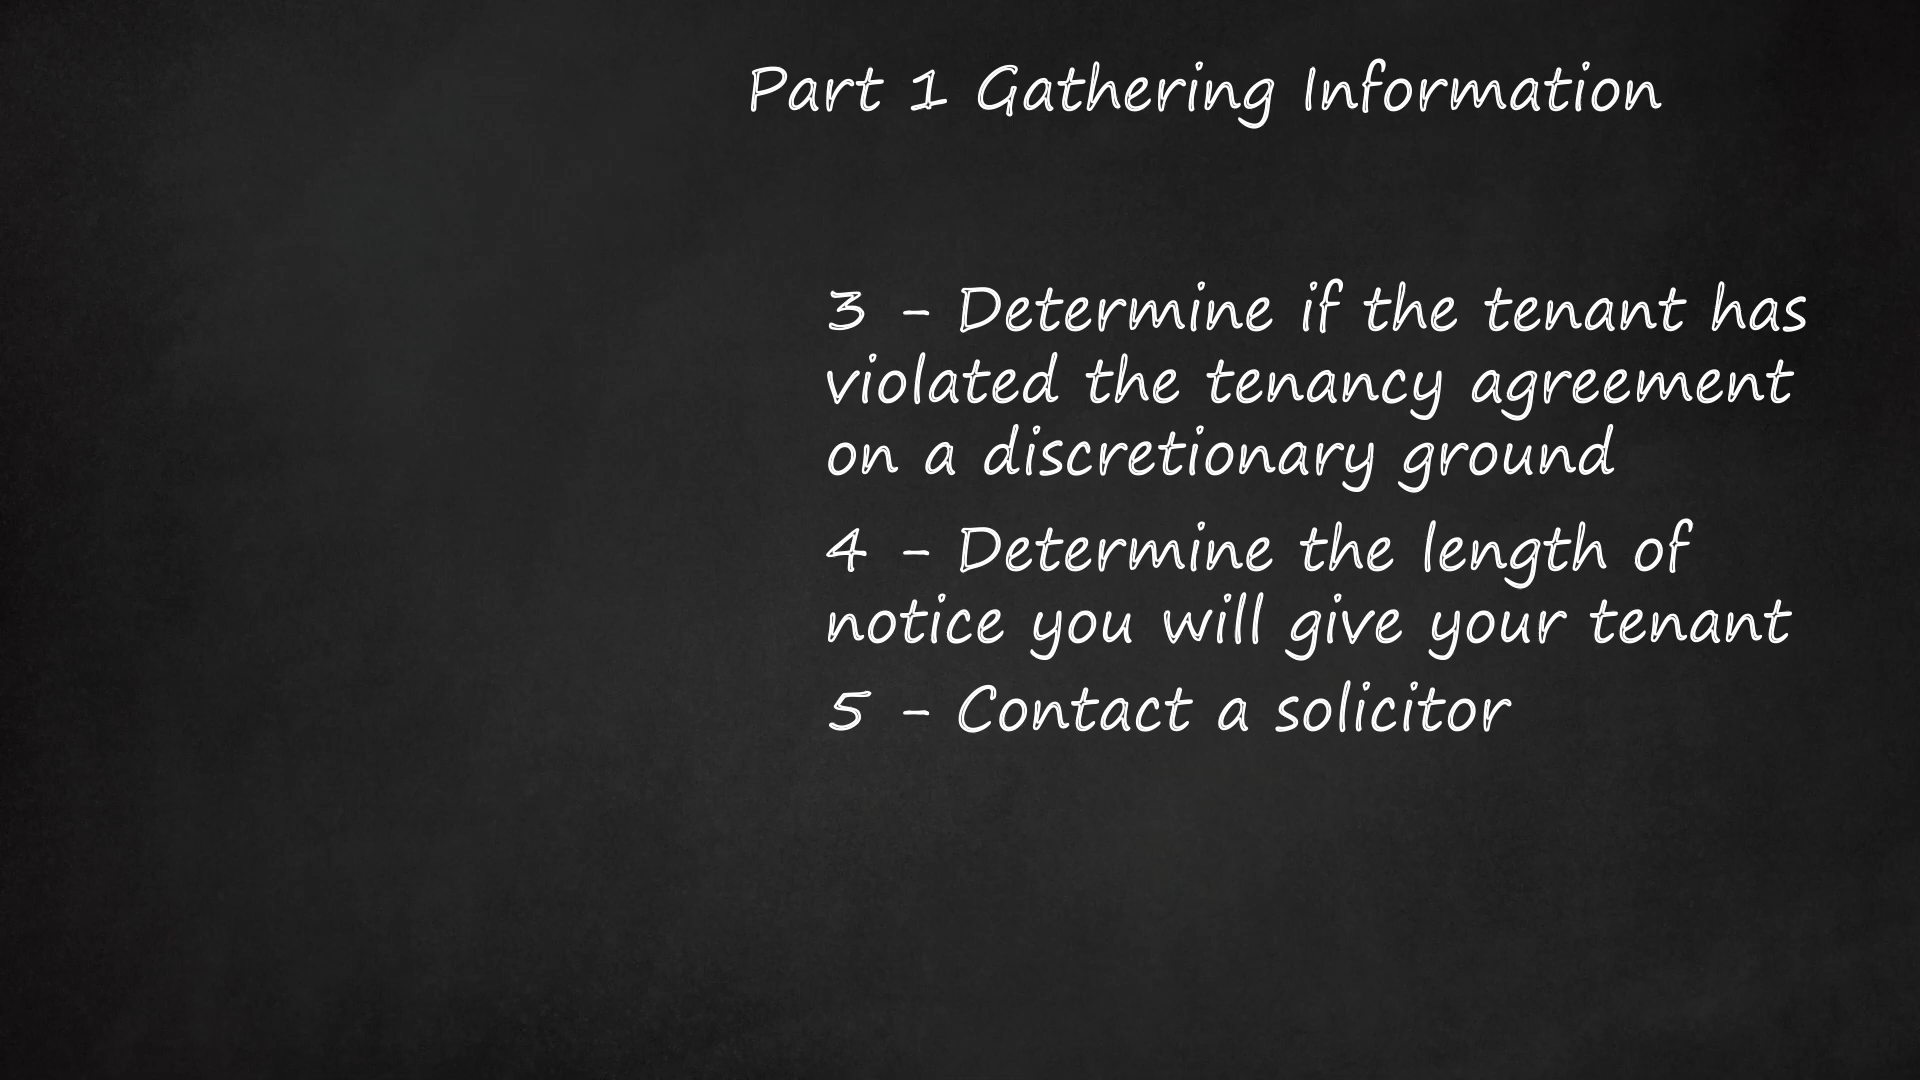 Part 1 Gathering Information
3 - Determine if the tenant has
violated the tenancy agreement
on a discretionary ground
4 - Determine the length of
notice you will give your tenant
5 - Contact a solicitor